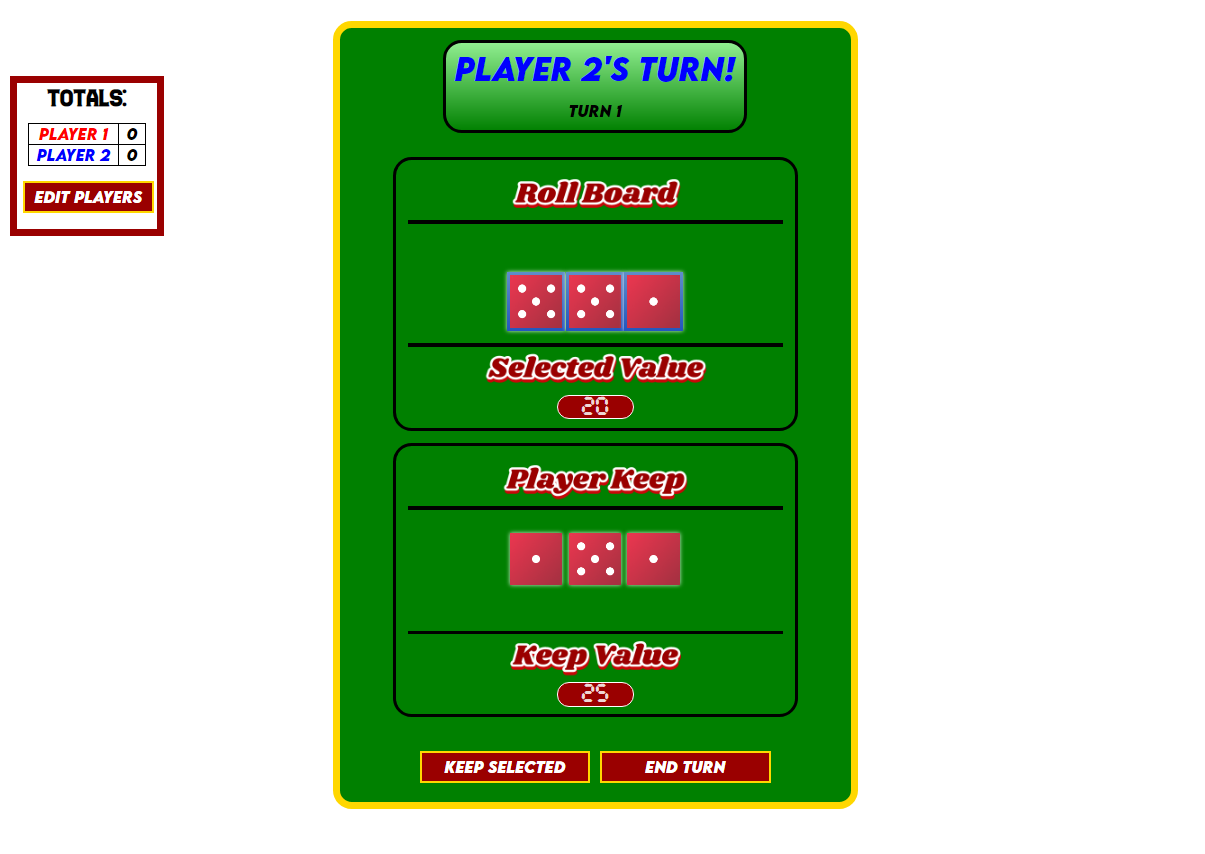 PLAYER 2'S TURN!
TURN 1
TOTALS:
PLAYER 1 0
PLAYER 2 0
EDIT PLAYERS
Roll Board
Selected Value
20
Player Keep
Keep Value
25
KEEP SELECTED
END TURN